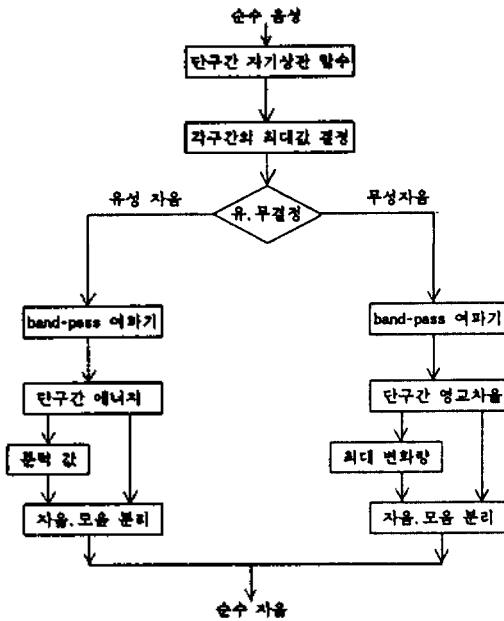 순수 음성
단구간 자기상관 함수
각구간의 최대값 결정
유성 자음
유.무결정
무성자음
band-pass 여파기
band-pass 여파기
단구간 에너지
단구간 영교차율
문턱 값
최대 변화량
자음.모음 분리
자음.모음 분리
순수 자음